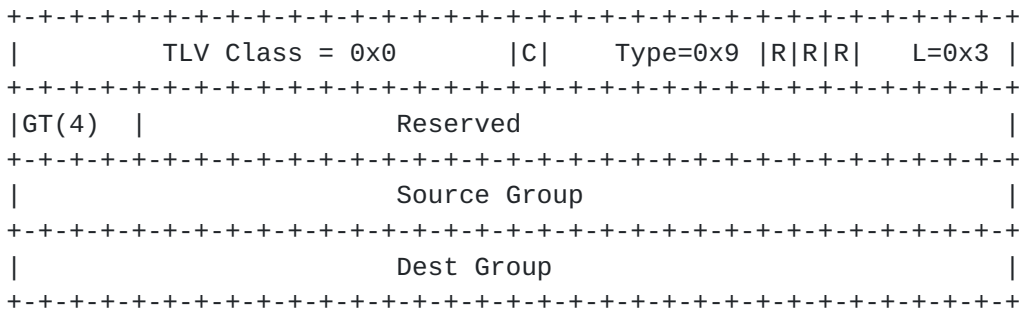 +-+-+-+-+-+-+-+-+-+-+-+-+-+-+-+-+-+-+-+-+-+-+-+-+-+-+-+-+-+-+-+-+
|         TLV Class = 0x0       |C|    Type=0x9 |R|R|R|   L=0x3 |
+-+-+-+-+-+-+-+-+-+-+-+-+-+-+-+-+-+-+-+-+-+-+-+-+-+-+-+-+-+-+-+-+
|GT(4)  |                Reserved                               |
+-+-+-+-+-+-+-+-+-+-+-+-+-+-+-+-+-+-+-+-+-+-+-+-+-+-+-+-+-+-+-+-+
|                        Source Group                           |
+-+-+-+-+-+-+-+-+-+-+-+-+-+-+-+-+-+-+-+-+-+-+-+-+-+-+-+-+-+-+-+-+
|                        Dest Group                             |
+-+-+-+-+-+-+-+-+-+-+-+-+-+-+-+-+-+-+-+-+-+-+-+-+-+-+-+-+-+-+-+-+